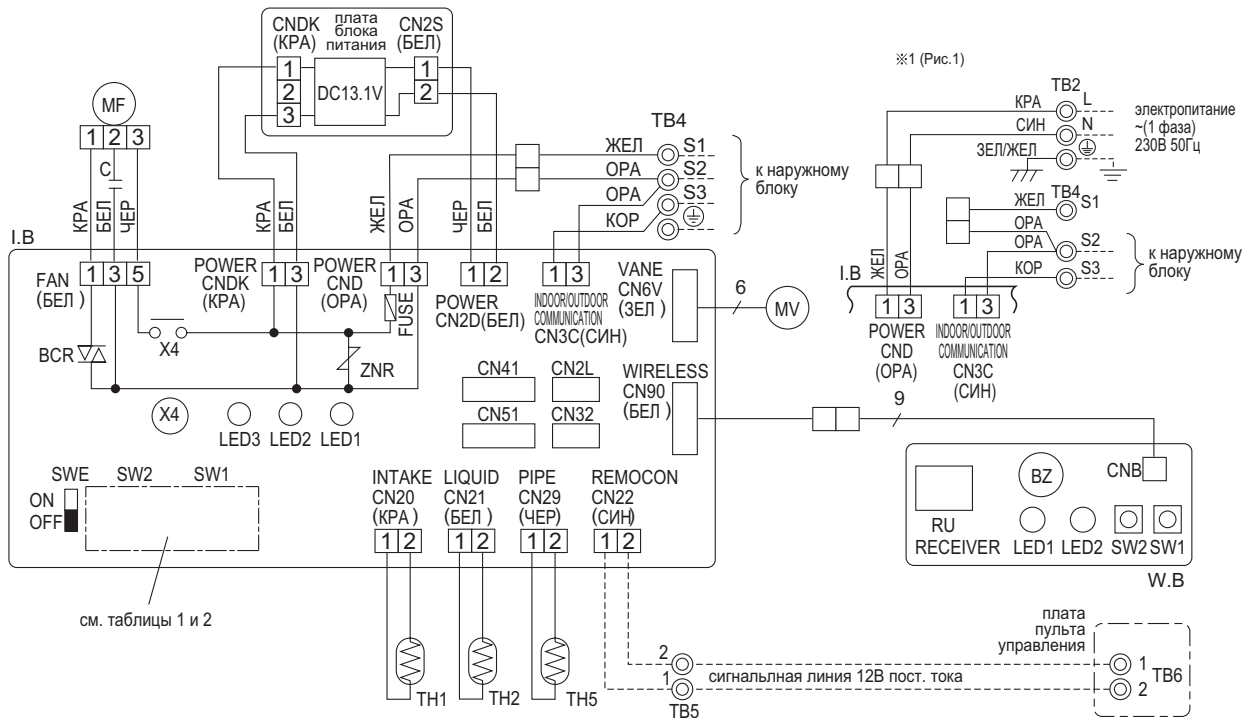 CNDK
(КРА)
плата
блока
питания
CN2S
(БЕЛ)
1
2
3
DC13.1V
1
2
MF
1 2 3
C
КРА
БЕЛ
ЧЕР
КРА
БЕЛ
ЖЕЛ
ОРА
ЧЕР
БЕЛ
TB4
ЖЕЛ
S1
ОРА
S2
ОРА
S3
КОР
к наружному
блоку
※1 (Рис.1)
TB2
КРА
L
СИН
N
ЗЕЛ/ЖЕЛ
электропитание
~(1 фаза)
230В 50Гц
TB4
ЖЕЛ
S1
ОРА
ОРА
S2
КОР
S3
к наружному
блоку
I.B
ЖЕЛ
ОРА
1 3
POWER
CND
(ОРА)
1 3
INDOOR/OUTDOOR
COMMUNICATION
CN3C
(СИН)
I.B
FAN
(БЕЛ )
1 3 5
POWER
CNDK
(КРА)
1 3
POWER
CND
(ОРА)
1 3
FUSE
1 2
POWER
CN2D(БЕЛ)
1 3
INDOOR/OUTDOOR
COMMUNICATION
CN3C(СИН)
VANE
CN6V
(ЗЕЛ )
6
MV
BCR
X4
ZNR
X4
LED3 LED2 LED1
CN41
CN2L
CN51
CN32
WIRELESS
CN90
(БЕЛ )
9
SWE
SW2
SW1
ON
OFF
см. таблицы 1 и 2
INTAKE
CN20
(КРА )
1 2
LIQUID
CN21
(БЕЛ )
1 2
PIPE
CN29
(ЧЕР)
1 2
REMOCON
CN22
(СИН)
1 2
TH1
TH2
TH5
CNB
BZ
RU
RECEIVER LED1 LED2 SW2 SW1
W.B
плата
пульта
управления
2
1
TB5
сигнальлная линия 12В пост. тока
1
2
TB6